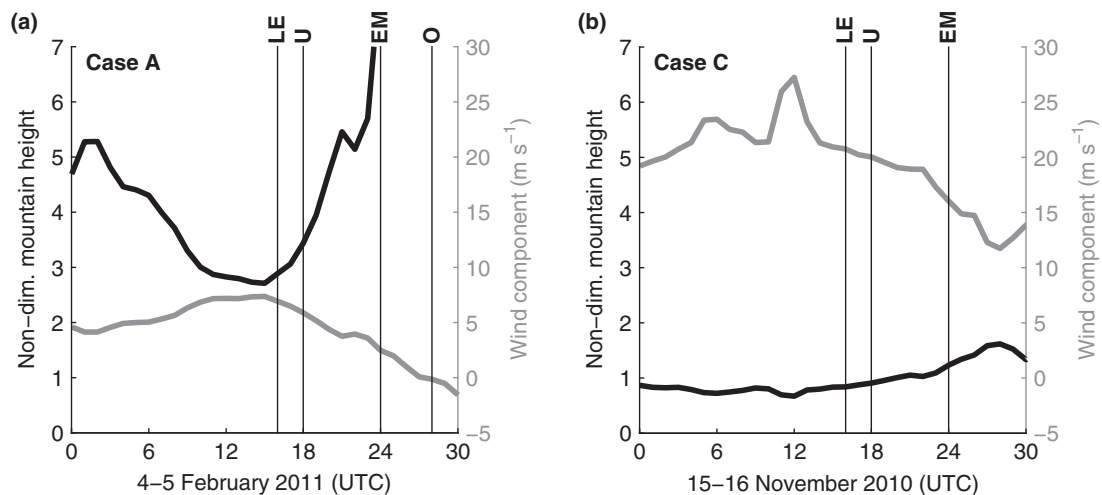 (a)
LE
U
EM
O
Case A
Non−dim. mountain height
7
6
5
4
3
2
1
0
30
25
20
15
10
5
0
−5
Wind component (m s−1)
0 6 12 18 24 30
4−5 February 2011 (UTC)
(b)
LE
U
EM
Case C
Non−dim. mountain height
7
6
5
4
3
2
1
0
30
25
20
15
10
5
0
−5
Wind component (m s−1)
0 6 12 18 24 30
15−16 November 2010 (UTC)